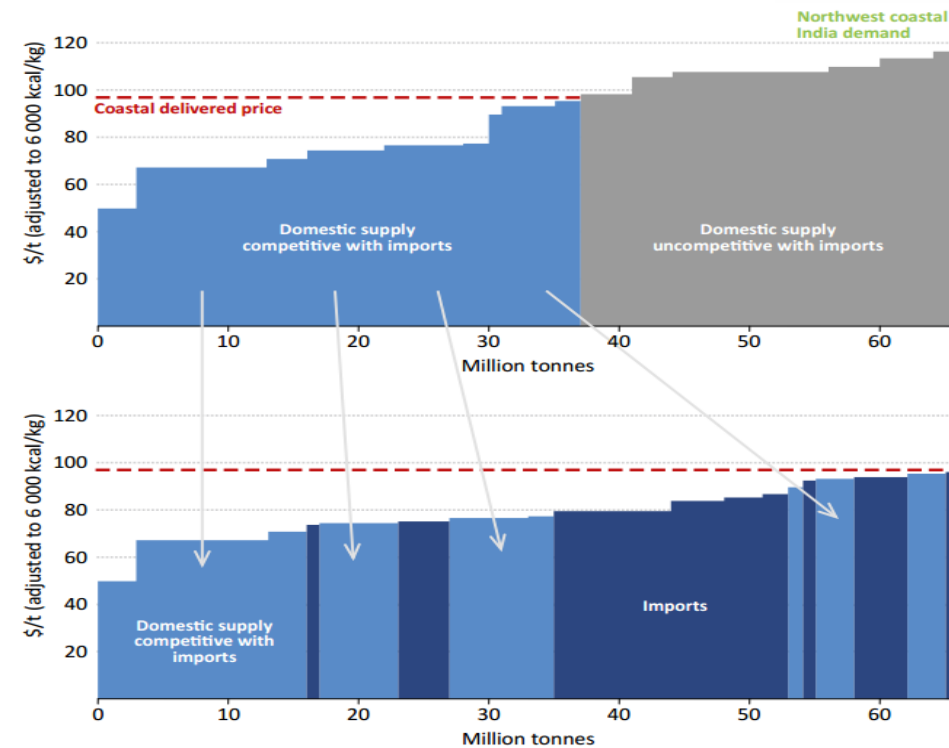 Northwest coastal
India demand
$/t (adjusted to 6 000 kcal/kg)
120
100
80
60
40
20
Coastal delivered price
Domestic supply
competitive with imports
Domestic supply
uncompetitive with imports
0 10 20 30 40 50 60
Million tonnes
$/t (adjusted to 6 000 kcal/kg)
120
100
80
60
40
20
Domestic supply
competitive with
imports
Imports
0 10 20 30 40 50 60
Million tonnes